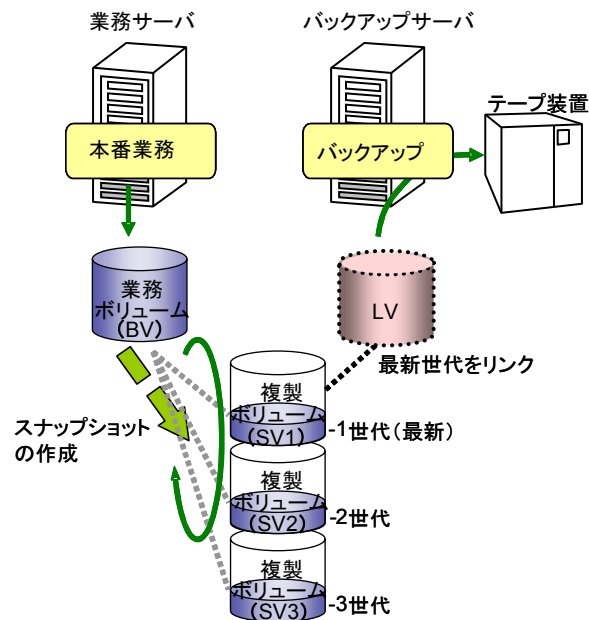 業務サーバ
バックアップサーバ
テープ装置
本番業務
バックアップ
業務
ボリューム
(BV)
LV
最新世代をリンク
スナップショット
の作成
複製
ボリューム
(SV1)
-1世代(最新)
複製
ボリューム
(SV2)
-2世代
複製
ボリューム
(SV3)
-3世代